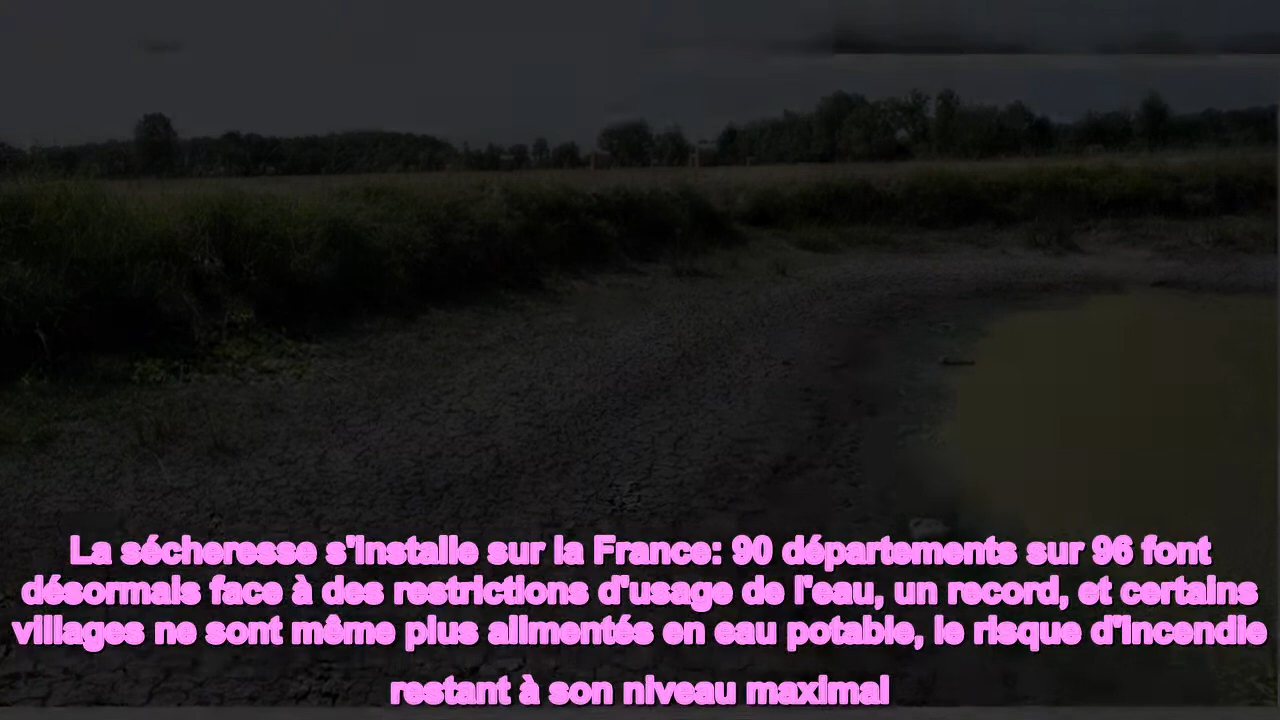 La sécheresse s'installe sur la France: 90 départements sur 96 font
désormais face à des restrictions d'usage de l'eau, un record, et certains
villages ne sont même plus alimentés en eau potable, le risque d'incendie
restant à son niveau maximal